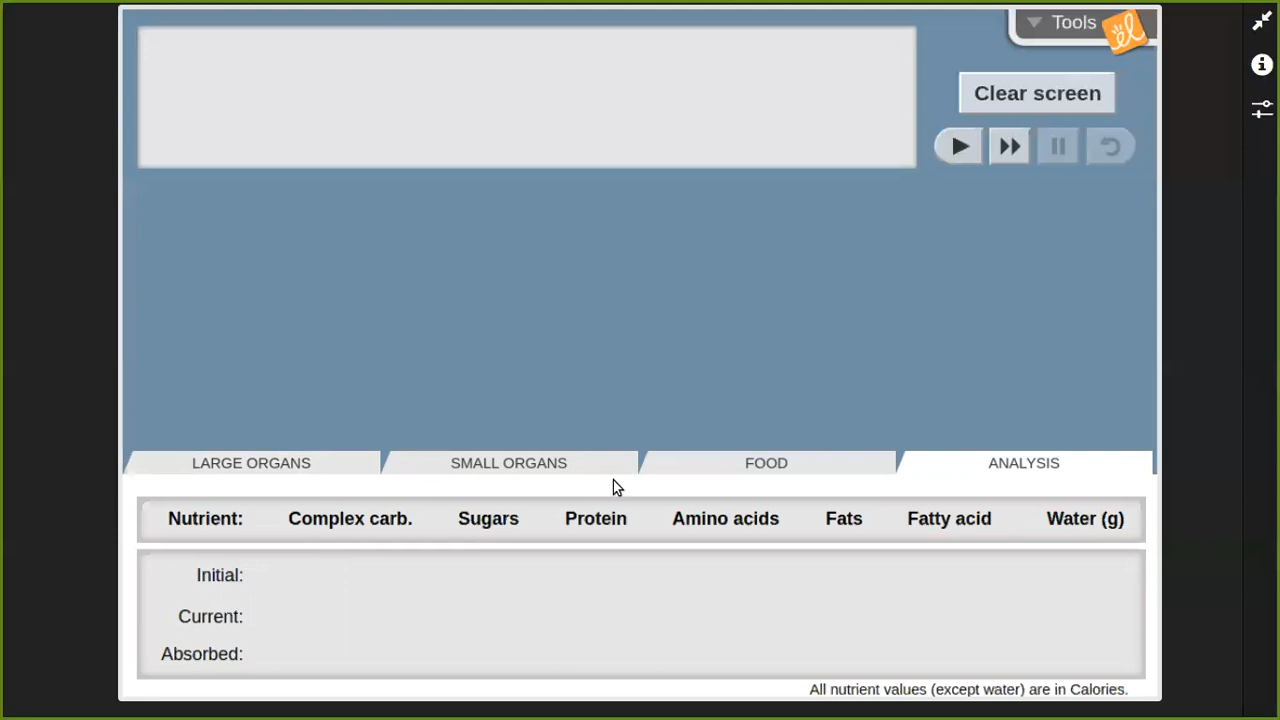 Tools
Clear screen
LARGE ORGANS SMALL ORGANS FOOD ANALYSIS
Nutrient: Complex carb. Sugars Protein Amino acids Fats Fatty acid Water (g)
Initial:
Current:
Absorbed:
All nutrient values (except water) are in Calories.